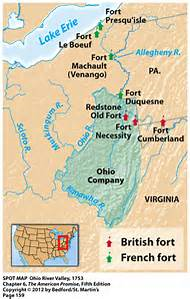 Lake Erie
Fort
Presqu'isle
Fort
Le Boeuf
Allegheny R.
Fort
Machault
(Venango)
PA.
Fort
Duquesne
Redstone
Old Fort
Fort
Necessity
Fort
Cumberland
Muskingum R.
Scioto R.
Ohio R.
Ohio
Company
VIRGINIA
British fort
French fort
SPOT MAP Ohio River Valley, 1753
Chapter 6, The American Promise, Fifth Edition
Copyright © 2012 by Bedford/St. Martin's
Page 159